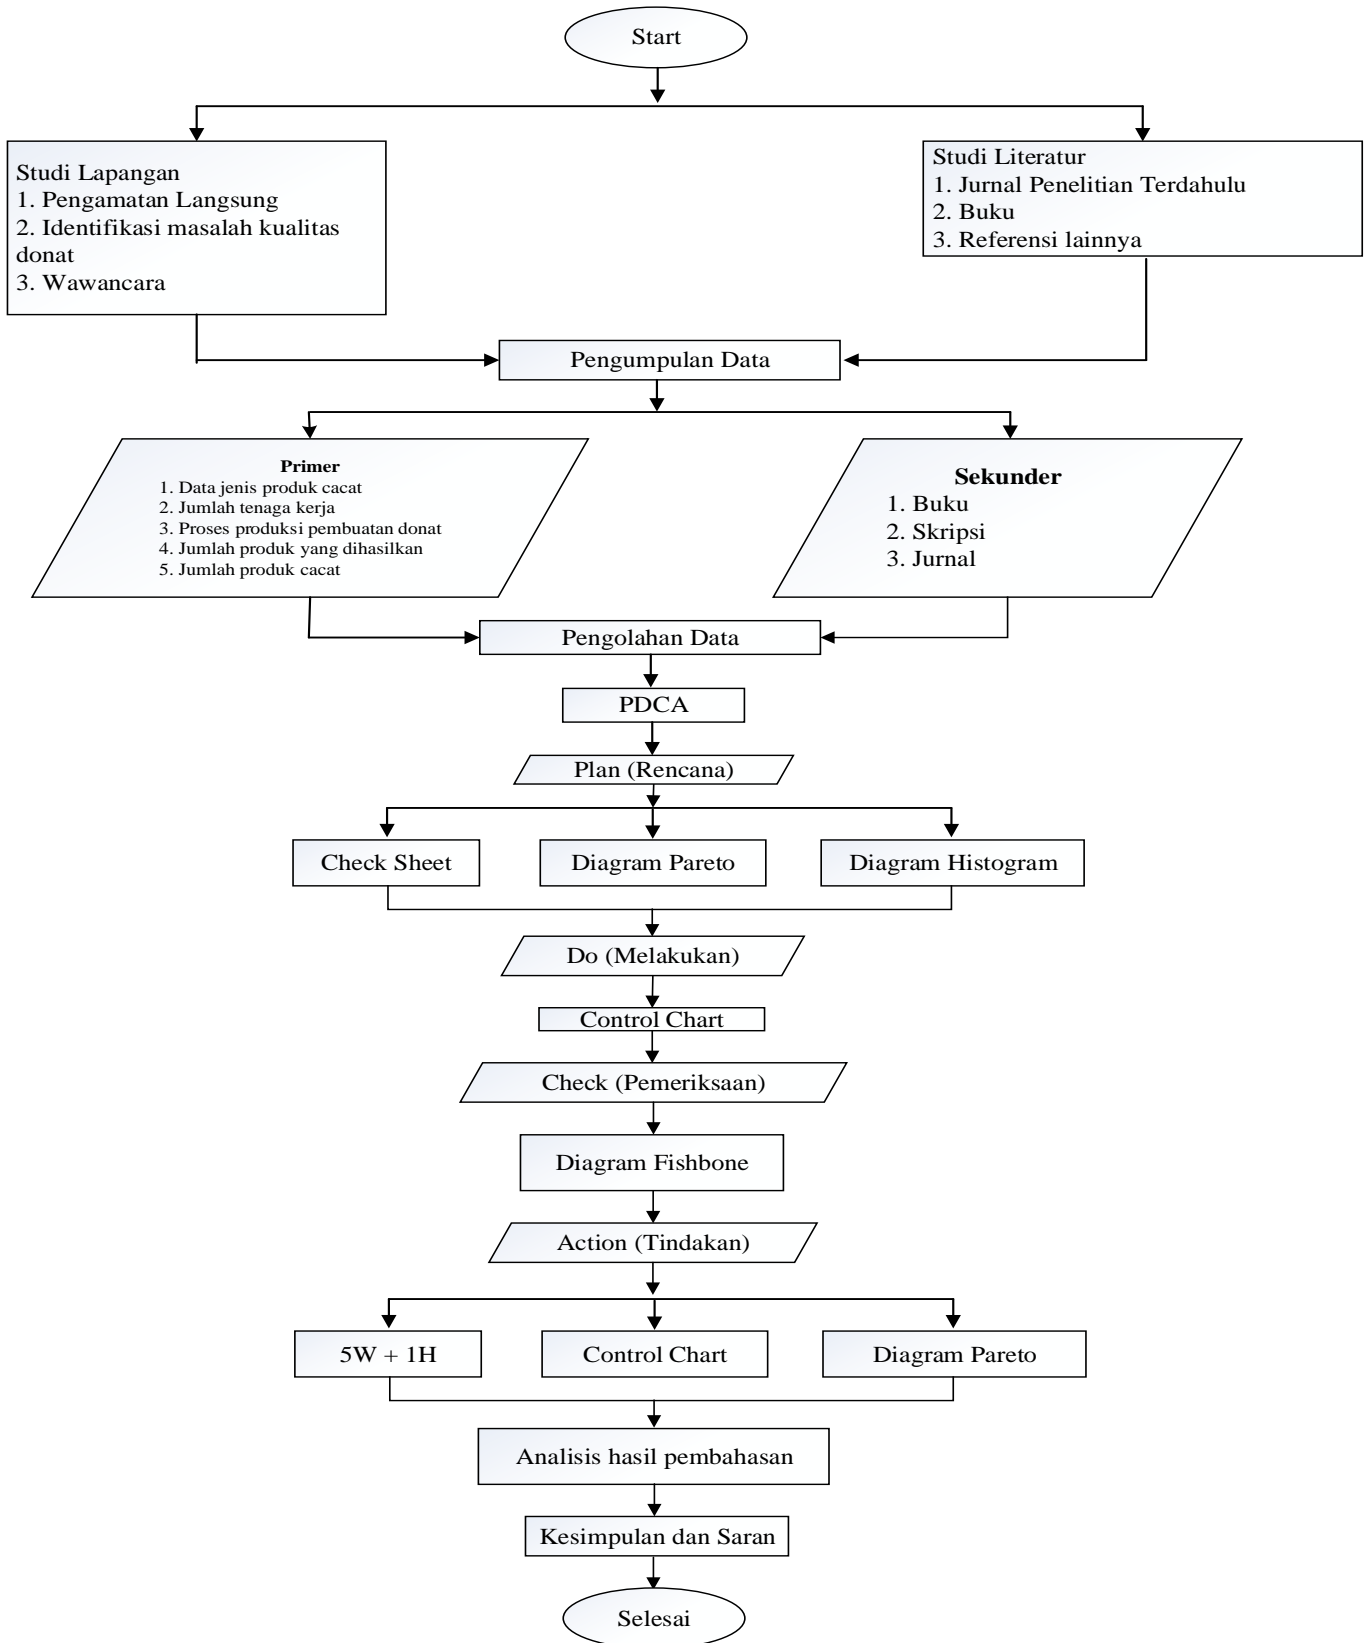 Start
Studi Lapangan
1. Pengamatan Langsung
2. Identifikasi masalah kualitas
donat
3. Wawancara
Studi Literatur
1. Jurnal Penelitian Terdahulu
2. Buku
3. Referensi lainnya
Pengumpulan Data
Primer
1. Data jenis produk cacat
2. Jumlah tenaga kerja
3. Proses produksi pembuatan donat
4. Jumlah produk yang dihasilkan
5. Jumlah produk cacat
Sekunder
1. Buku
2. Skripsi
3. Jurnal
Pengolahan Data
PDCA
Plan (Rencana)
Check Sheet
Diagram Pareto
Diagram Histogram
Do (Melakukan)
Control Chart
Check (Pemeriksaan)
Diagram Fishbone
Action (Tindakan)
5W + 1H
Control Chart
Diagram Pareto
Analisis hasil pembahasan
Kesimpulan dan Saran
Selesai